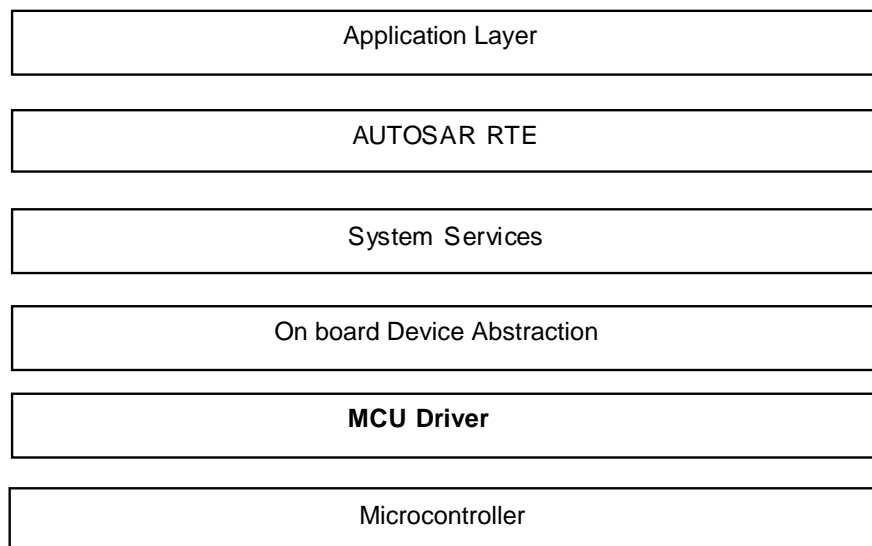 Application Layer
AUTOSAR RTE
System Services
On board Device Abstraction
MCU Driver
Microcontroller